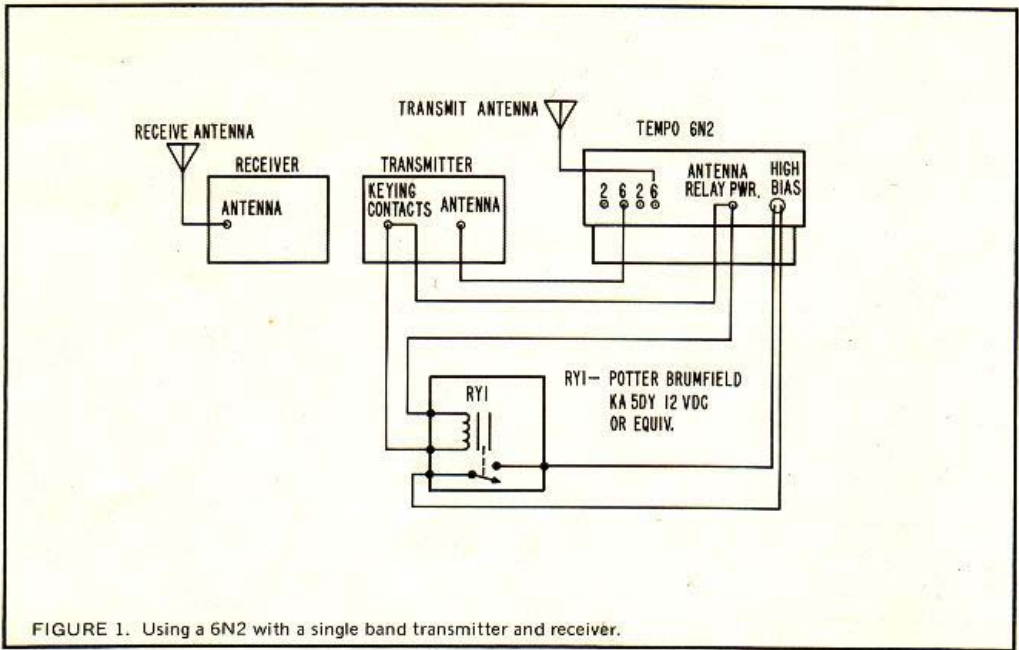 TRANSMIT ANTENNA
TEMPO 6N2
RECEIVE ANTENNA
RECEIVER
TRANSMITTER
ANTENNA
KEYING
CONTACTS
ANTENNA
2 6 2 6
ANTENNA
RELAY PWR.
HIGH
BIAS
RY1
RY1— POTTER BRUMFIELD
KA 5DY 12 VDC
OR EQUIV.
FIGURE 1. Using a 6N2 with a single band transmitter and receiver.